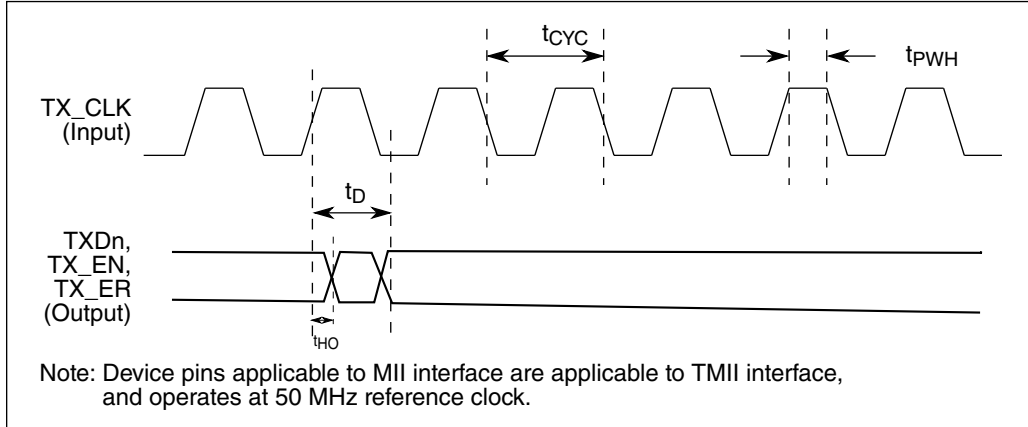 tCYC
tPWH
TX_CLK
(Input)
tD
TXDn,
TX_EN,
TX_ER
(Output)
tHO
Note: Device pins applicable to MII interface are applicable to TMII interface,
and operates at 50 MHz reference clock.